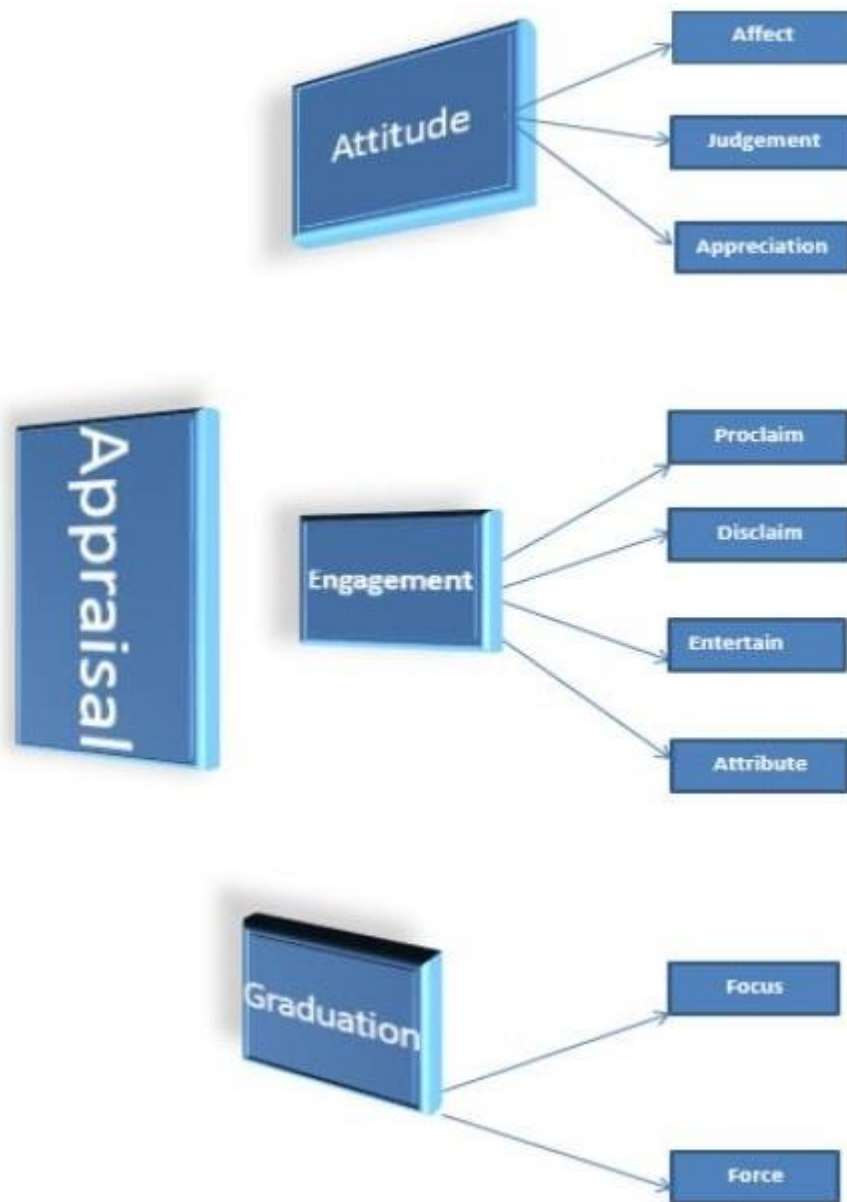 Appraisal
Attitude
Affect
Judgement
Appreciation
Engagement
Proclaim
Disclaim
Entertain
Attribute
Graduation
Focus
Force